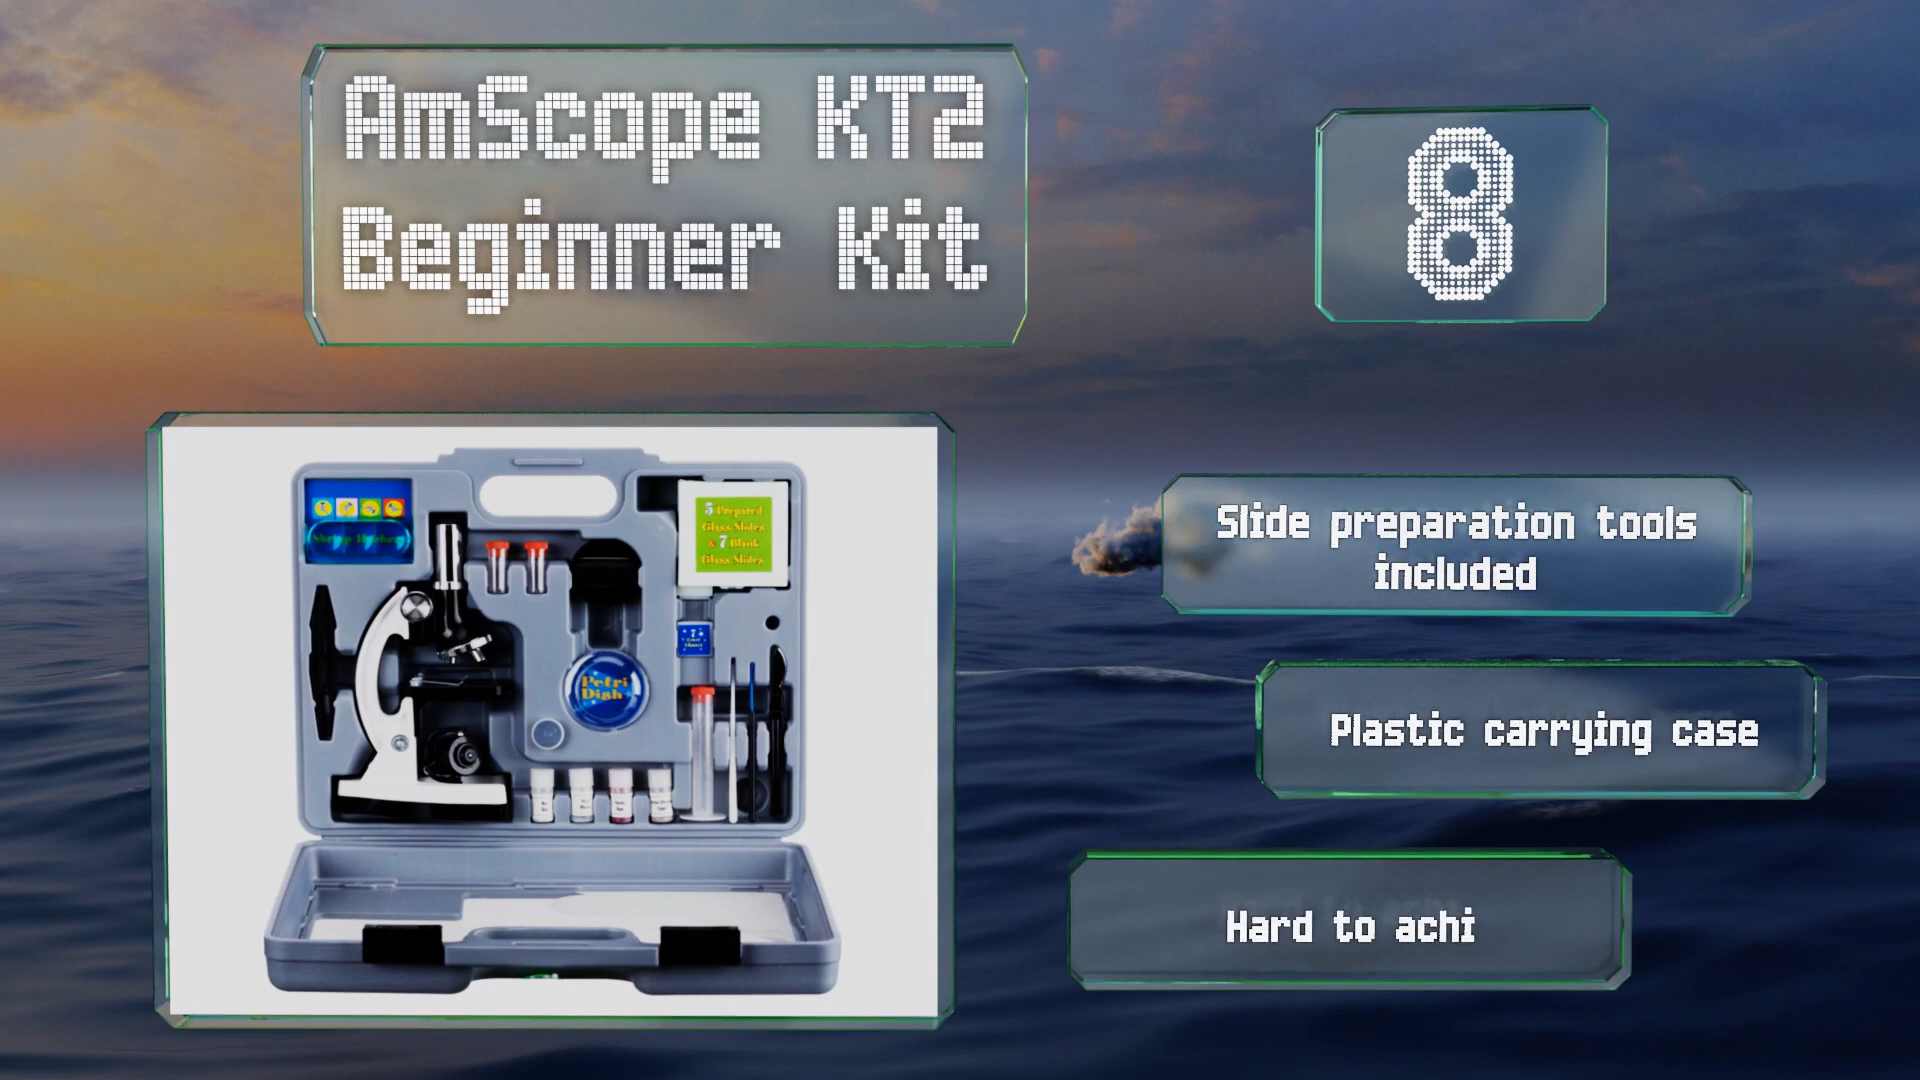 AmScope KT2
Beginner Kit
8
Slide preparation tools
included
Plastic carrying case
Hard to achi
5 Prepared
Glass Slides
& 7 Blank
Glass Slides
Petri
Dish